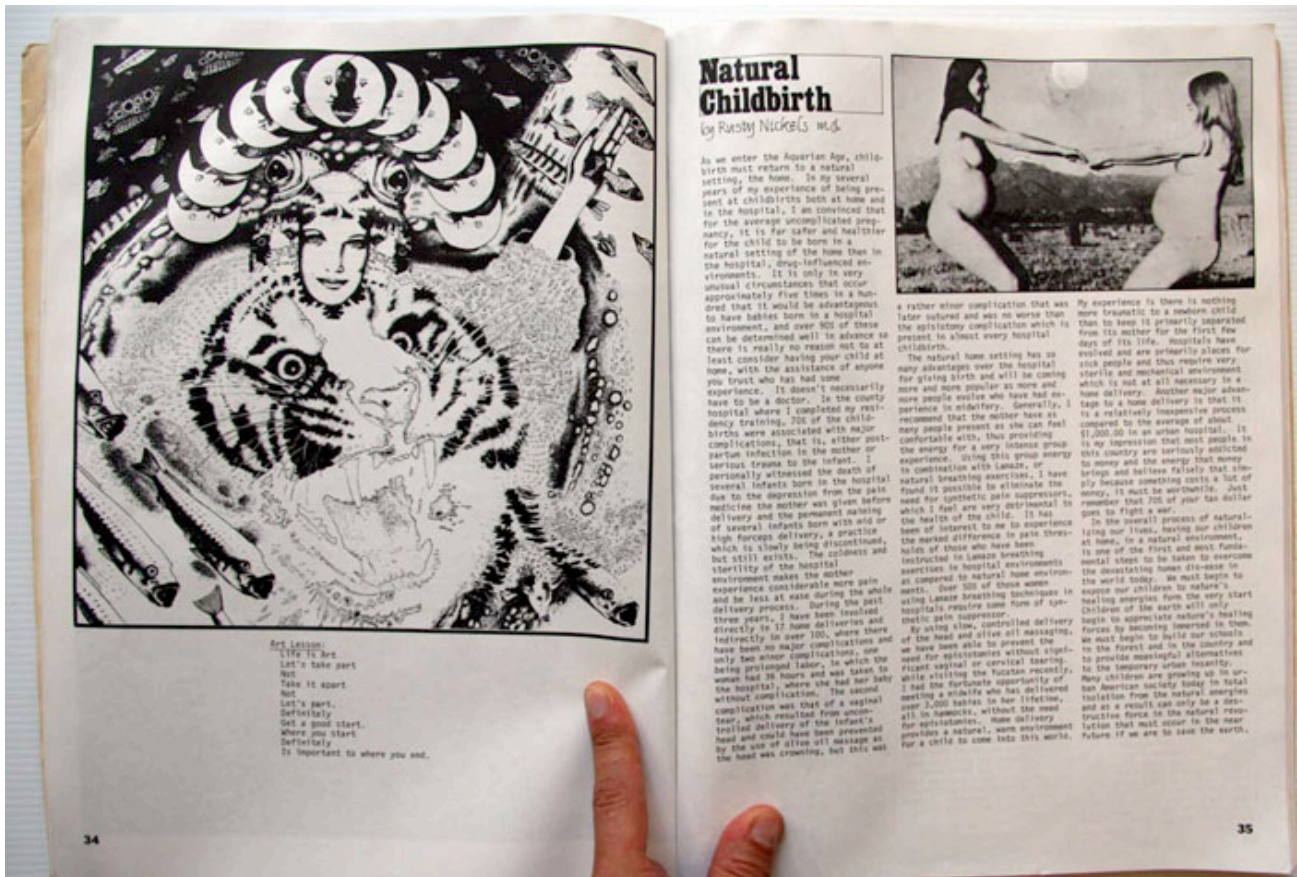 Art Lesson:
Life is Art
Let's take part
Not
Take it apart
Not
Let's part.
Definitely
Get a good start.
Where you start
Definitely
Is important to where you end.
34
Natural
Childbirth
by Rusty Nickels m.d.
As we enter the Aquarian Age, child-
birth must return to a natural
setting, the home. In my several
years of my experience of being pre-
sent at childbirths both at home and
in the hospital, I am convinced that
for the average uncomplicated preg-
nancy, it is far safer and healthier
for the child to be born in a
natural setting of the home then in
the hospital, drug-influenced en-
vironments. It is only in very
unusual circumstances that occur
approximately five times in a hun-
dred that it would be advantageous
to have babies born in a hospital
environment, and over 90% of these
can be determined well in advance so
there is really no reason not to at
least consider having your child at
home, with the assistance of anyone
you trust who has had some
experience. It doesn't necessarily
have to be a doctor. In the county
hospital where I completed my resi-
dency training, 70% of the child-
births were associated with major
complications, that is, either post-
partum infection in the mother or
serious trauma to the infant. I
personally witnessed the death of
several infants born in the hospital
due to the depression from the pain
medicine the mother was given before
delivery and the permanent maiming
of several infants born with mid or
high forceps delivery, a practice
which is slowly being discontinued,
but still exists. The coldness and
sterility of the hospital
environment makes the mother
experience considerable more pain
and be less at ease during the whole
delivery process. During the past
three years, I have been involved
directly in 17 home deliveries and
indirectly in over 100, where there
have been no major complications and
only two minor complications, one
being prolonged labor, in which the
woman had 36 hours and was taken to
the hospital, where she had her baby
without complication. The second
complication was that of a vaginal
tear, which resulted from uncon-
trolled delivery of the infant's
head and could have been prevented
by the use of olive oil massage as
the head was crowning, but this was
a rather minor complication that was
later sutured and was no worse than
the episiotomy complication which is
present in almost every hospital
childbirth.
The natural home setting has so
many advantages over the hospital
for giving birth and will be coming
more and more popular as more and
more people evolve who have had ex-
perience in midwifery. Generally, I
recommend that the mother have as
many people present as she can feel
comfortable with, thus providing
the energy for a very intense group
experience. Using this group energy
in combination with Lamaze, or
natural breathing exercises, I have
found it possible to eliminate the
need for synthetic pain suppressors,
which I feel are very detrimental to
the health of the child. It has
been of interest to me to experience
the marked difference in pain thres-
holds of those who have been
instructed in Lamaze breathing
exercises in hospital environments
as compared to natural home environ-
ments. Over 50% of those women
using Lamaze breathing techniques in
hospitals require some form of syn-
thetic pain suppressor.
By using slow, controlled delivery
of the head and olive oil massaging,
we have been able to prevent the
need for episiotomies without signi-
ficant vaginal or cervical tearing.
While visiting the Yucatan recently,
I had the fortunate opportunity of
meeting a midwife who has delivered
over 3,000 babies in her lifetime,
all in hammocks, without the need
for episiotomies. Home delivery
provides a natural, warm environment
for a child to come into this world.
My experience is there is nothing
more traumatic to a newborn child
than to keep it primarily separated
from its mother for the first few
days of its life. Hospitals have
evolved and are primarily places for
sick people and thus require very
sterile and mechanical environment
which is not at all necessary in a
home delivery. Another major advan-
tage to a home delivery is that it
is a relatively inexpensive process
compared to the average of about
$1,000.00 in an urban hospital. It
is my impression that most people in
this country are seriously addicted
to money and the energy that money
brings and believe falsely that sim-
ply because something costs a lot of
money, it must be worthwhile. Just
remember that 70% of your tax dollar
goes to fight a war.
In the overall process of natural-
izing our lives, having our children
at home, in a natural environment,
is one of the first and most funda-
mental steps to be taken to overcome
the devastating human dis-ease in
the world today. We must begin to
expose our children to nature's
healing energies from the very start
Children of the earth will only
begin to appreciate nature's healing
forces by becoming immersed in them.
We must begin to build our schools
in the forest and in the country and
to provide meaningful alternatives
to the temporary urban insanity.
Many children are growing up in ur-
ban American society today in total
isolation from the natural energies
and as a result can only be a des-
tructive force in the natural revo-
lution that must occur in the near
future if we are to save the earth.
35